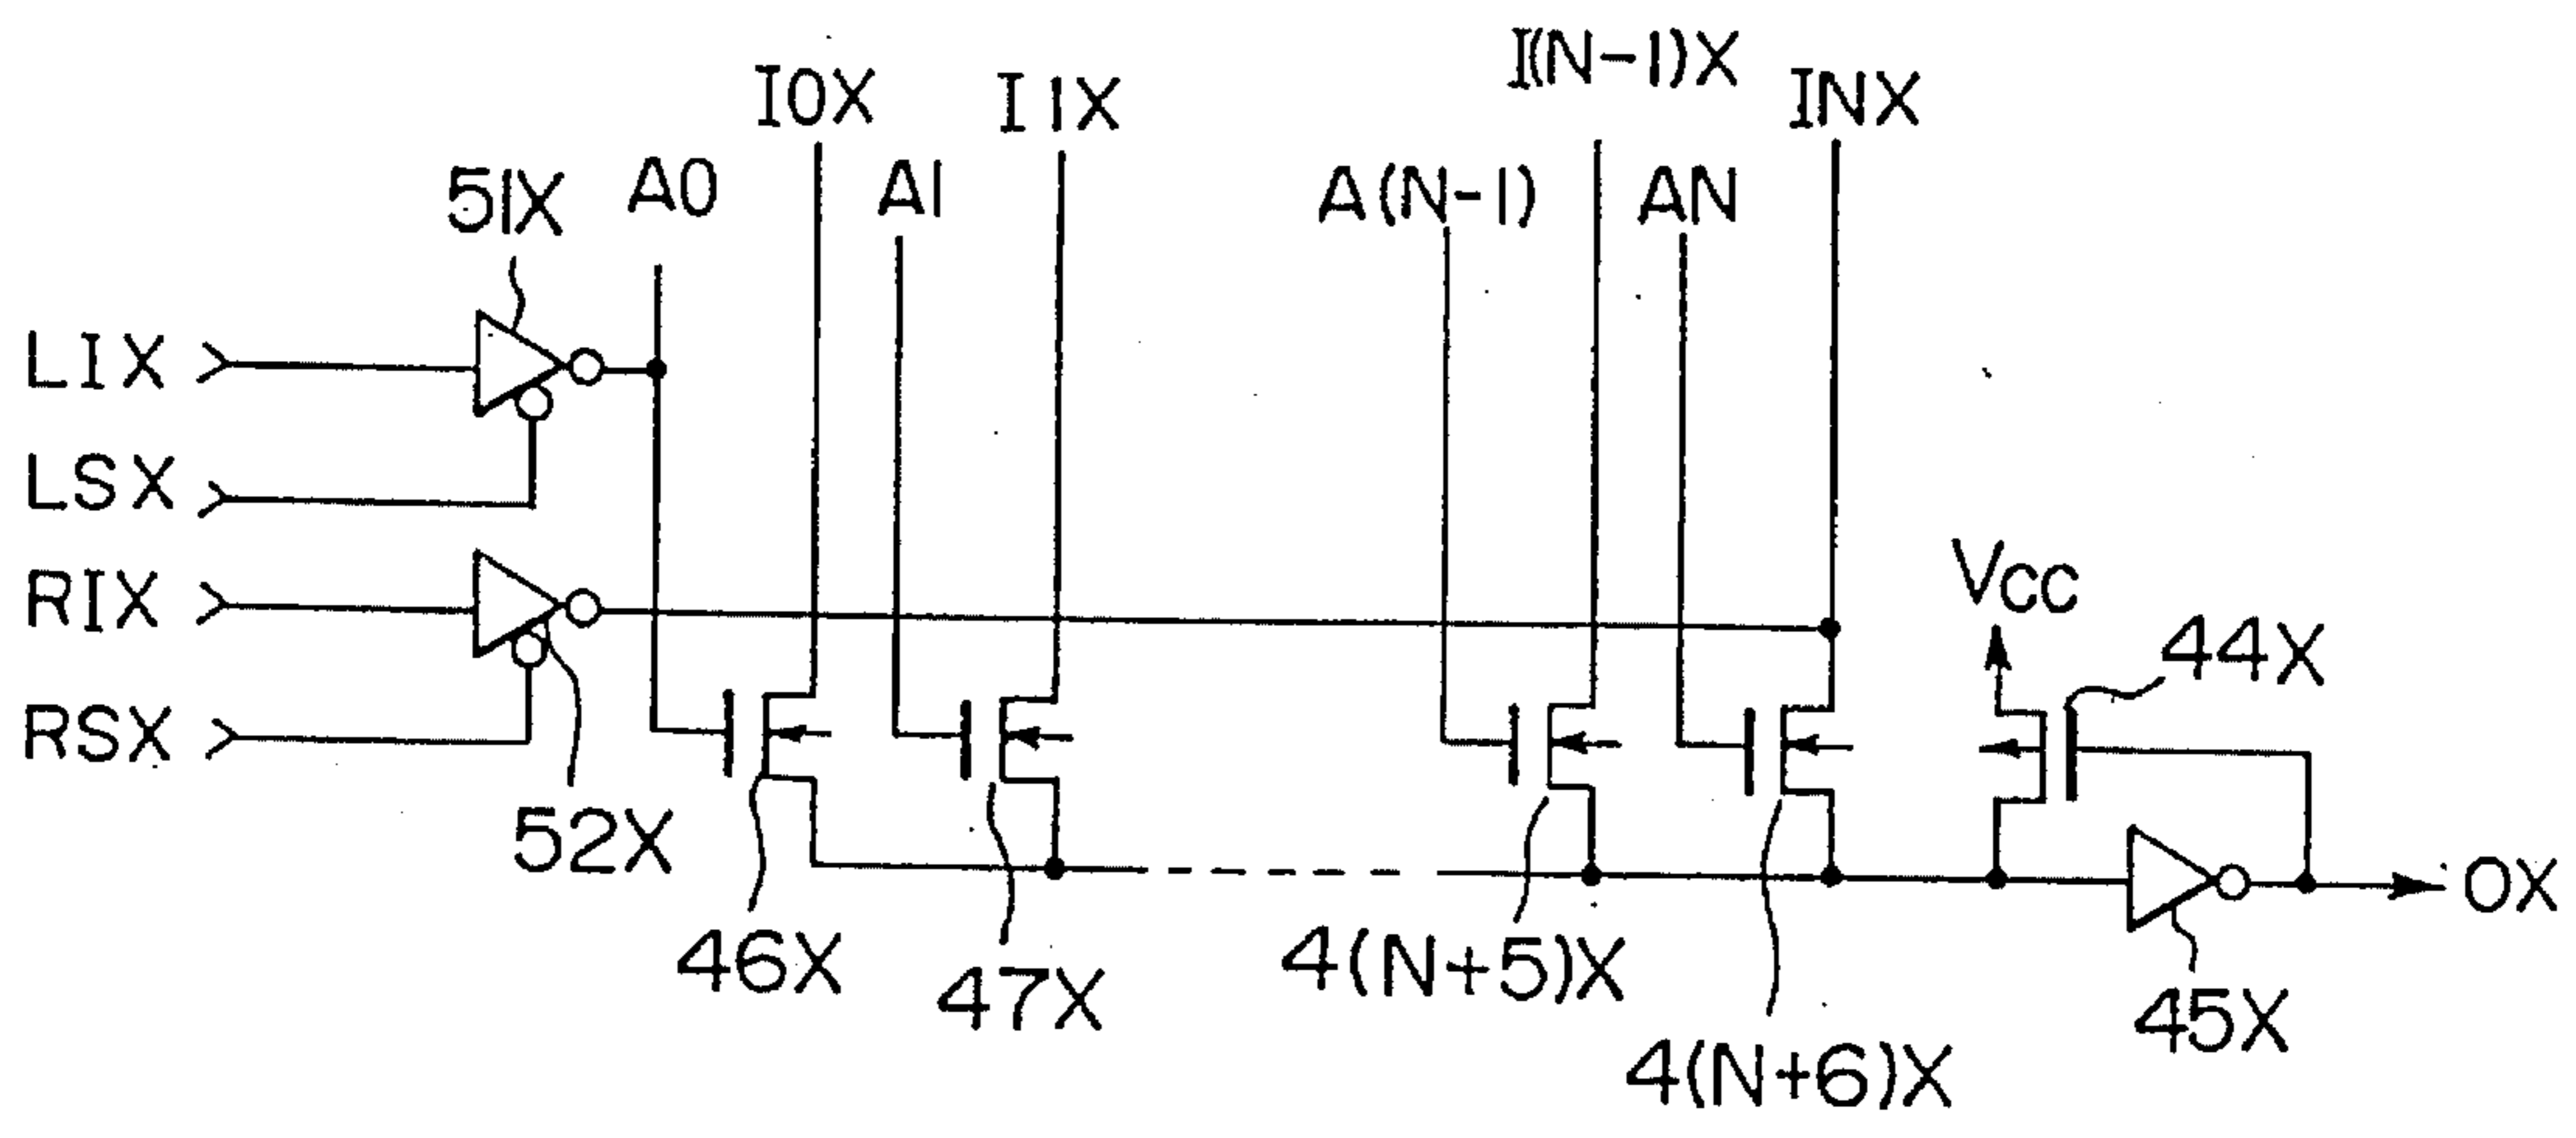 I(N-1)X
I0X
I1X
INX
51X
A0
A1
A(N-1)
AN
LIX
LSX
RIX
VCC
44X
RSX
52X
OX
46X
47X
4(N+5)X
45X
4(N+6)X